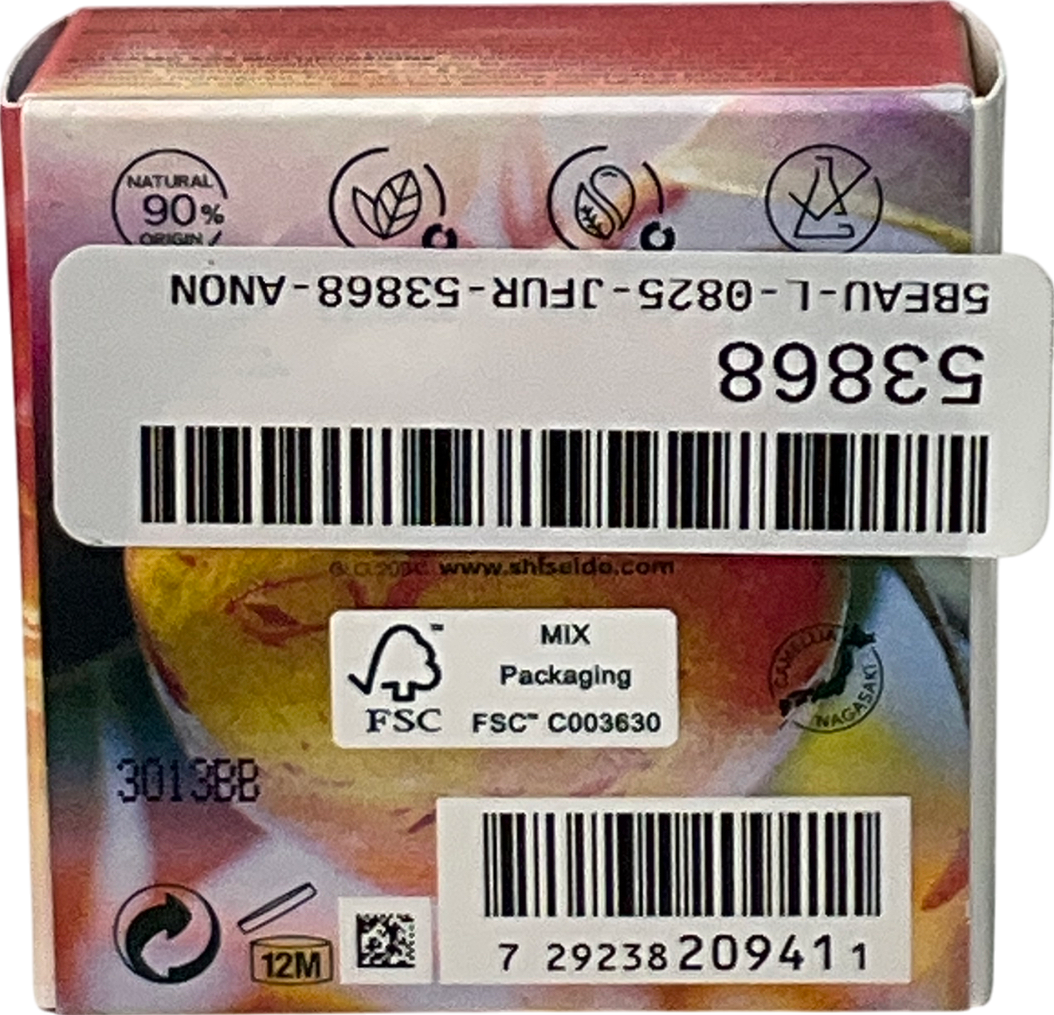 NATURAL
90%
ORIGIN
5BEAU-L-0825-JFUR-53868-ANON
53868
www.shiseido.com
FSC™
MIX
Packaging
FSC™ C003630
CAMELLIA
NAGASAKI
3013BB
12M
7 29238 20941 1